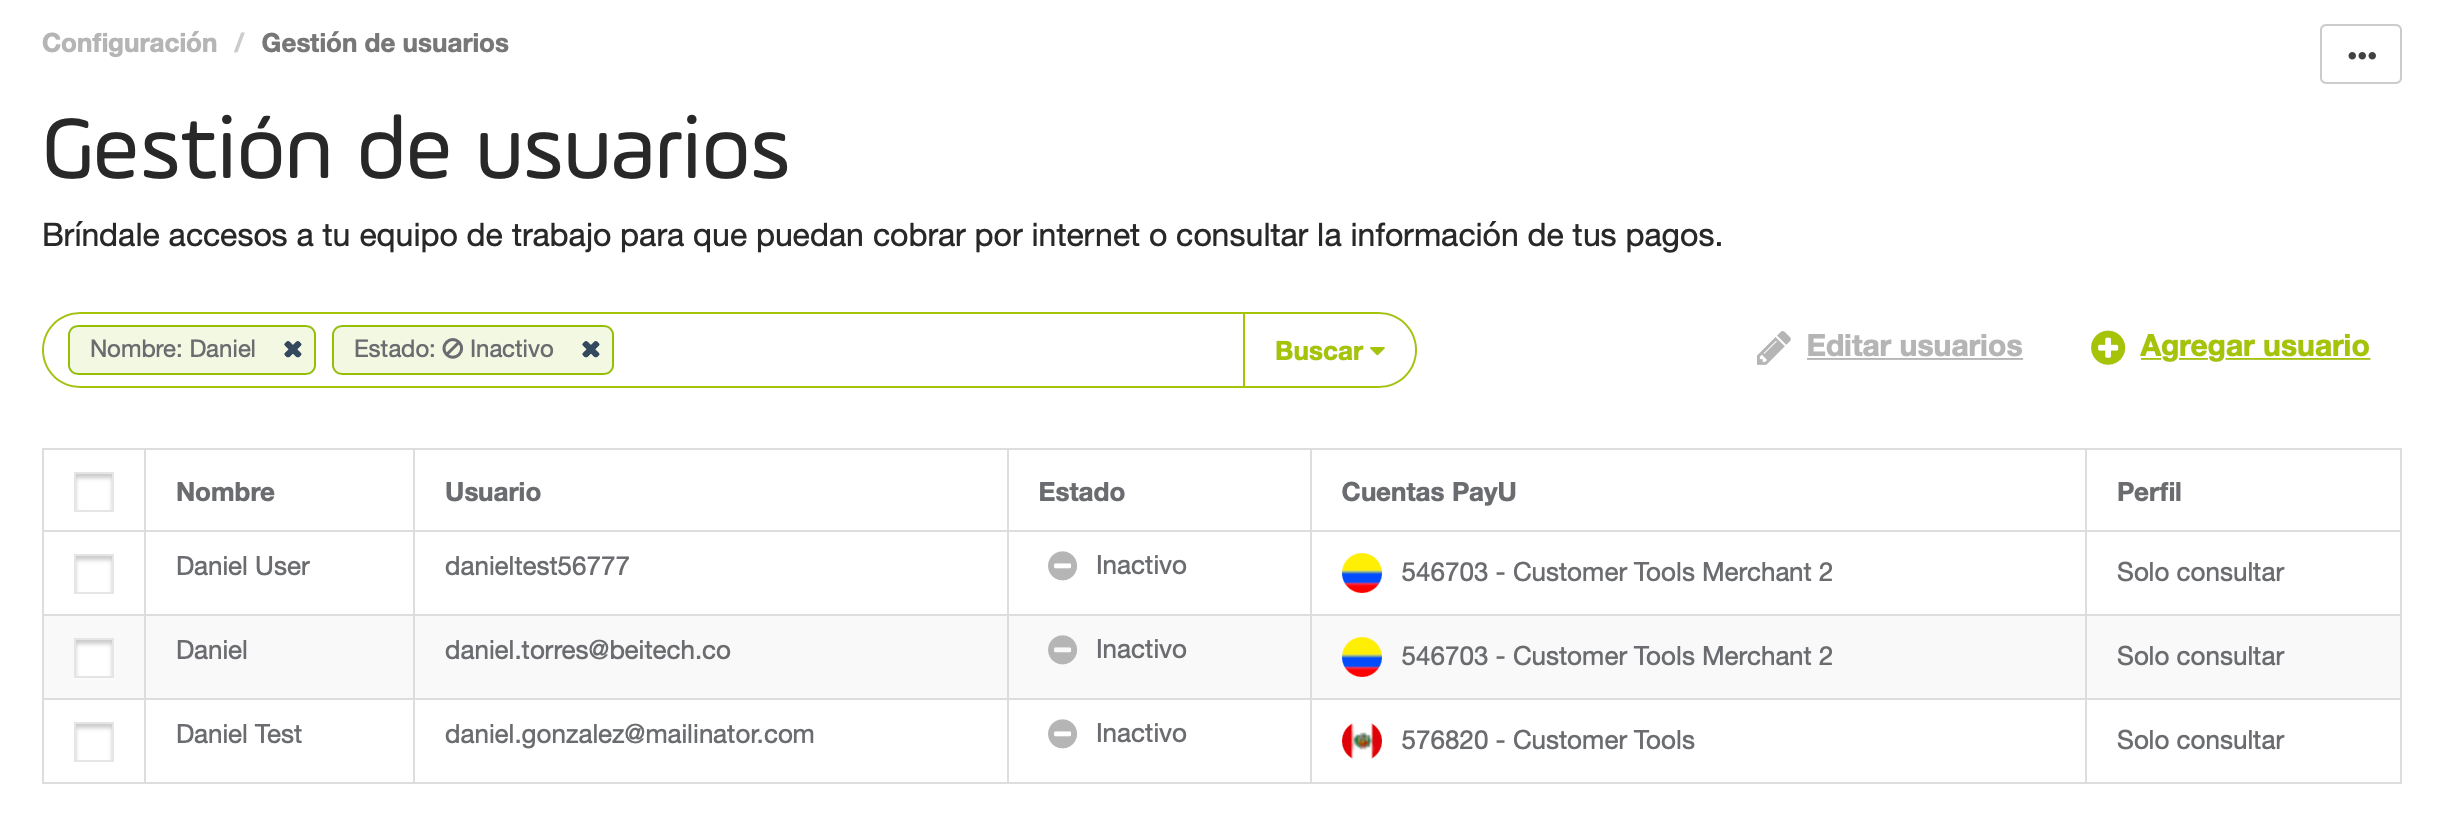 Configuración / Gestión de usuarios
Gestión de usuarios
Bríndale accesos a tu equipo de trabajo para que puedan cobrar por internet o consultar la información de tus pagos.
Nombre: Daniel Estado: Inactivo Buscar Editar usuarios Agregar usuario
Nombre Usuario Estado Cuentas PayU Perfil
Daniel User danieltest56777 Inactivo 546703 - Customer Tools Merchant 2 Solo consultar
Daniel daniel.torres@beitech.co Inactivo 546703 - Customer Tools Merchant 2 Solo consultar
Daniel Test daniel.gonzalez@mailinator.com Inactivo 576820 - Customer Tools Solo consultar